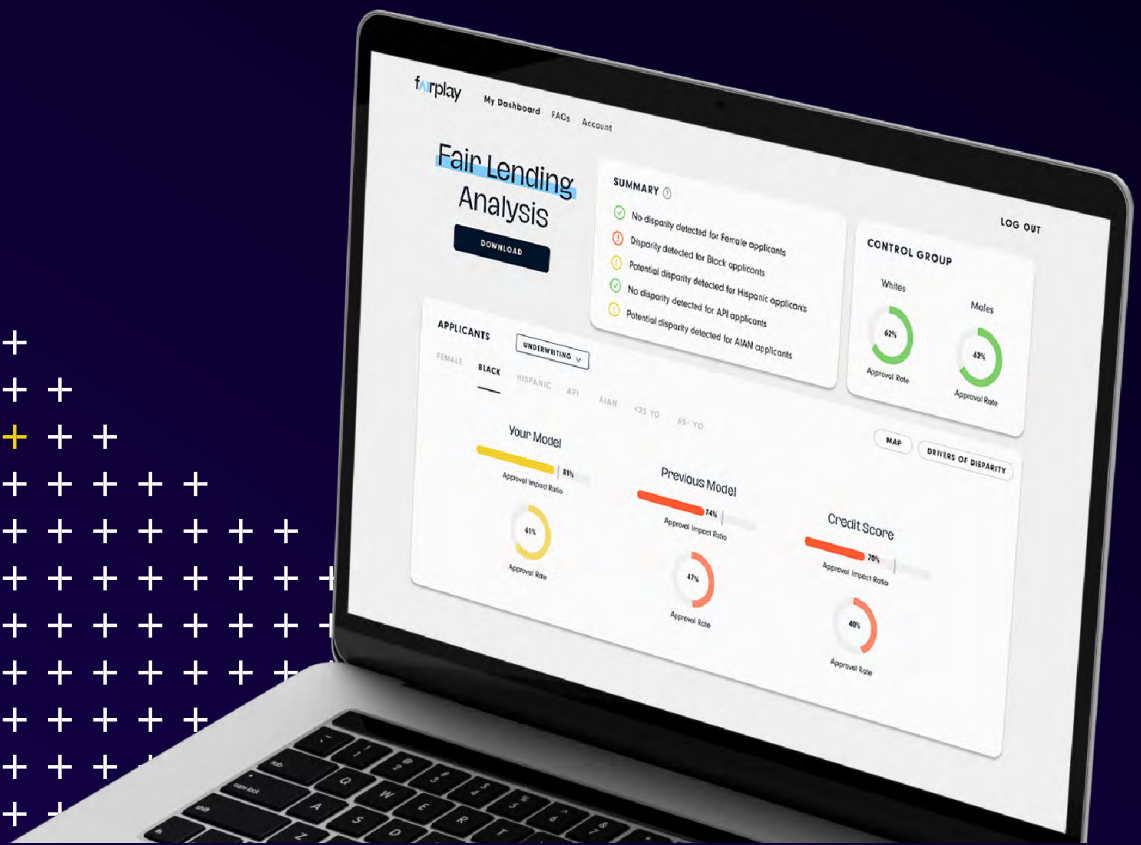 fairplay
My Dashboard
FAQs
Account
LOG OUT
Fair Lending
Analysis
DOWNLOAD
SUMMARY ?
No disparity detected for Female applicants
Disparity detected for Black applicants
Potential disparity detected for Hispanic applicants
No disparity detected for API applicants
Potential disparity detected for AIAN applicants
CONTROL GROUP
Whites
62%
Approval Rate
Males
Approval Rate
APPLICANTS
UNDERWRITING
FEMALE
BLACK
HISPANIC
API
AIAN
MAP
DRIVERS OF DISPARITY
Your Model
Approval Impact Ratio
Approval Rate
Previous Model
74%
Approval Impact Ratio
47%
Approval Rate
Credit Score
70%
Approval Impact Ratio
40%
Approval Rate
tab
caps lock
shift
Q
W
E
R
A
S
D
Z